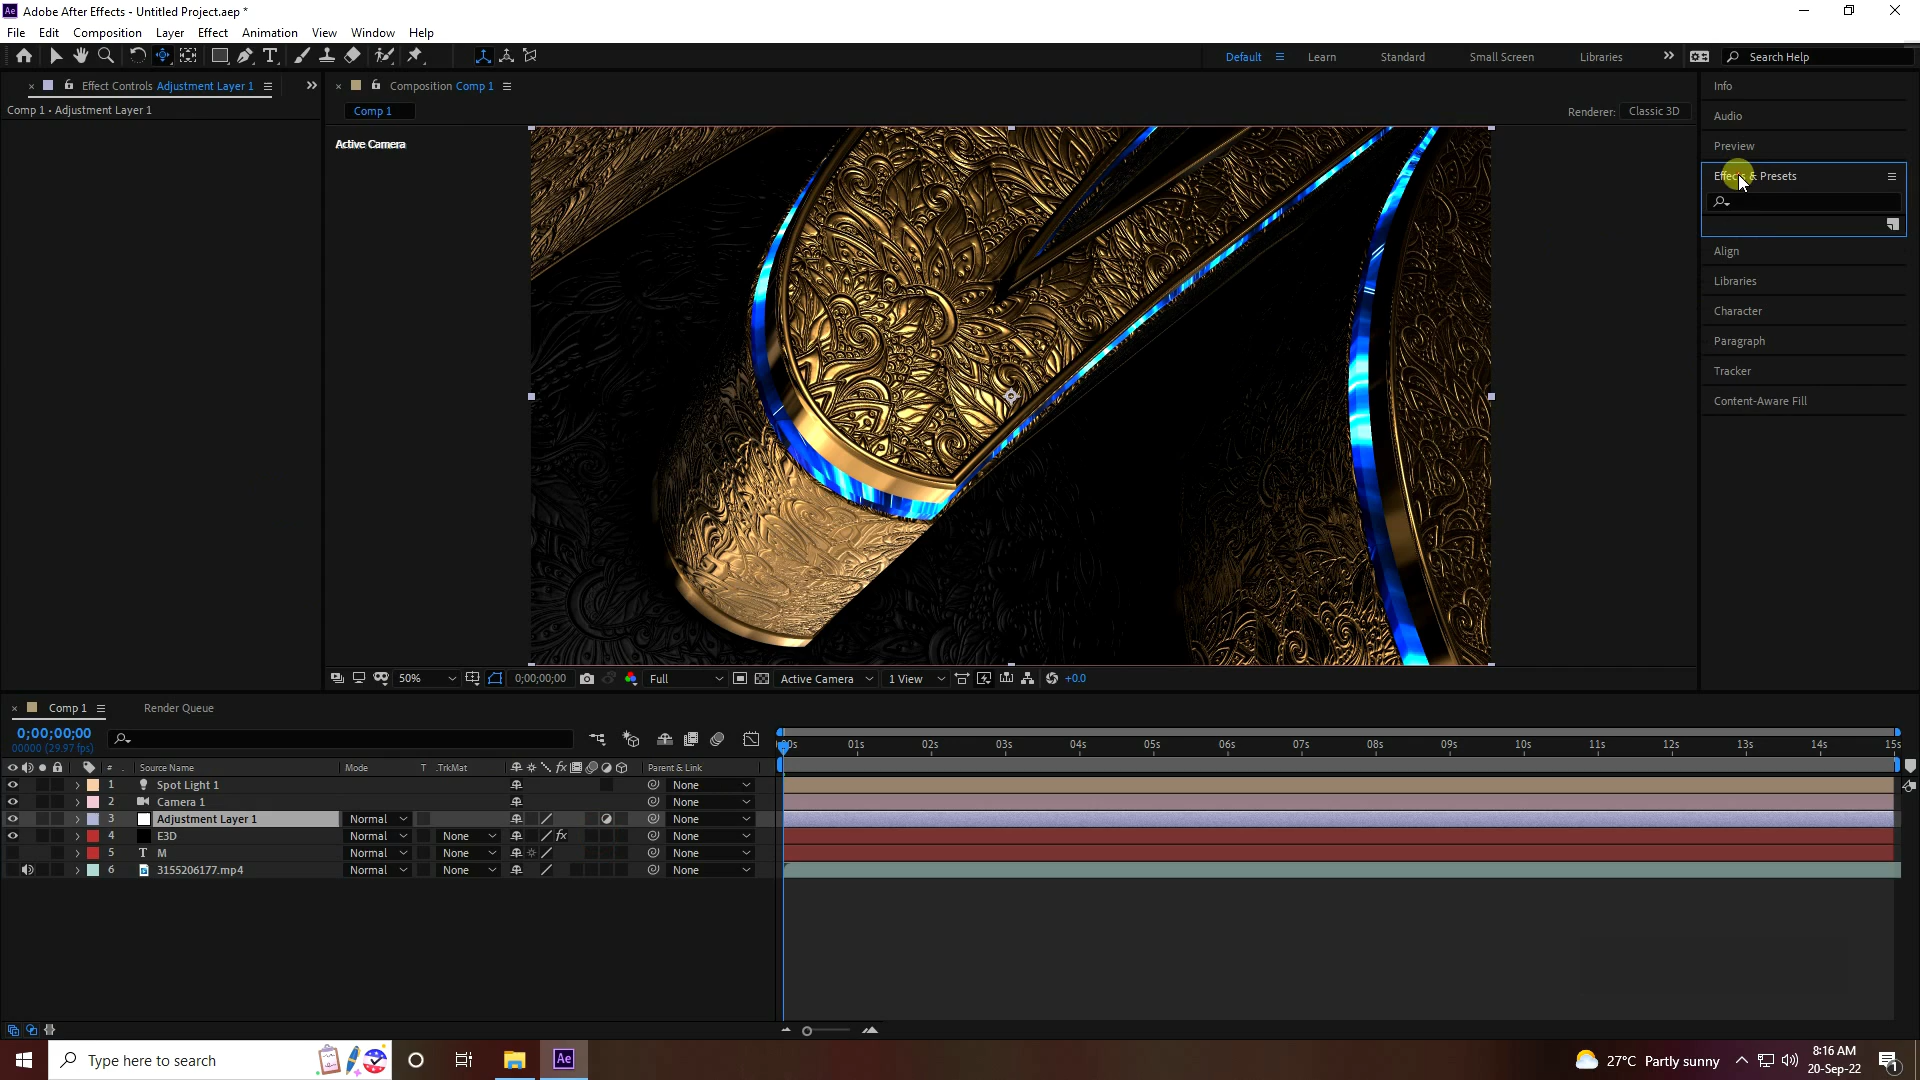 Ae Adobe After Effects - Untitled Project.aep *
File Edit Composition Layer Effect Animation View Window Help
Default Learn Standard Small Screen Libraries Search Help
Effect Controls Adjustment Layer 1
Composition Comp 1
Info
Comp 1 • Adjustment Layer 1
Comp 1
Renderer: Classic 3D
Audio
Active Camera
Preview
Effects & Presets
Align
Libraries
Character
Paragraph
Tracker
Content-Aware Fill
50% 0;00;00;00 Full Active Camera 1 View +0.0
Comp 1 Render Queue
0;00;00;00
00000 (29.97 fps)
00s 01s 02s 03s 04s 05s 06s 07s 08s 09s 10s 11s 12s 13s 14s 15s
# Source Name Mode T .TrkMat fx Parent & Link
1 Spot Light 1 None
2 Camera 1 None
3 Adjustment Layer 1 Normal None
4 E3D Normal None fx None
5 T M Normal None None
6 3155206177.mp4 Normal None None
Type here to search Ae 27°C Partly sunny 8:16 AM
20-Sep-22 1